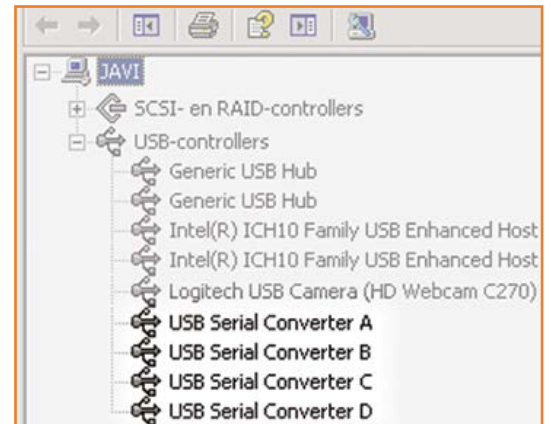 JAVI
SCSI- en RAID-controllers
USB-controllers
Generic USB Hub
Generic USB Hub
Intel(R) ICH10 Family USB Enhanced Host
Intel(R) ICH10 Family USB Enhanced Host
Logitech USB Camera (HD Webcam C270)
USB Serial Converter A
USB Serial Converter B
USB Serial Converter C
USB Serial Converter D